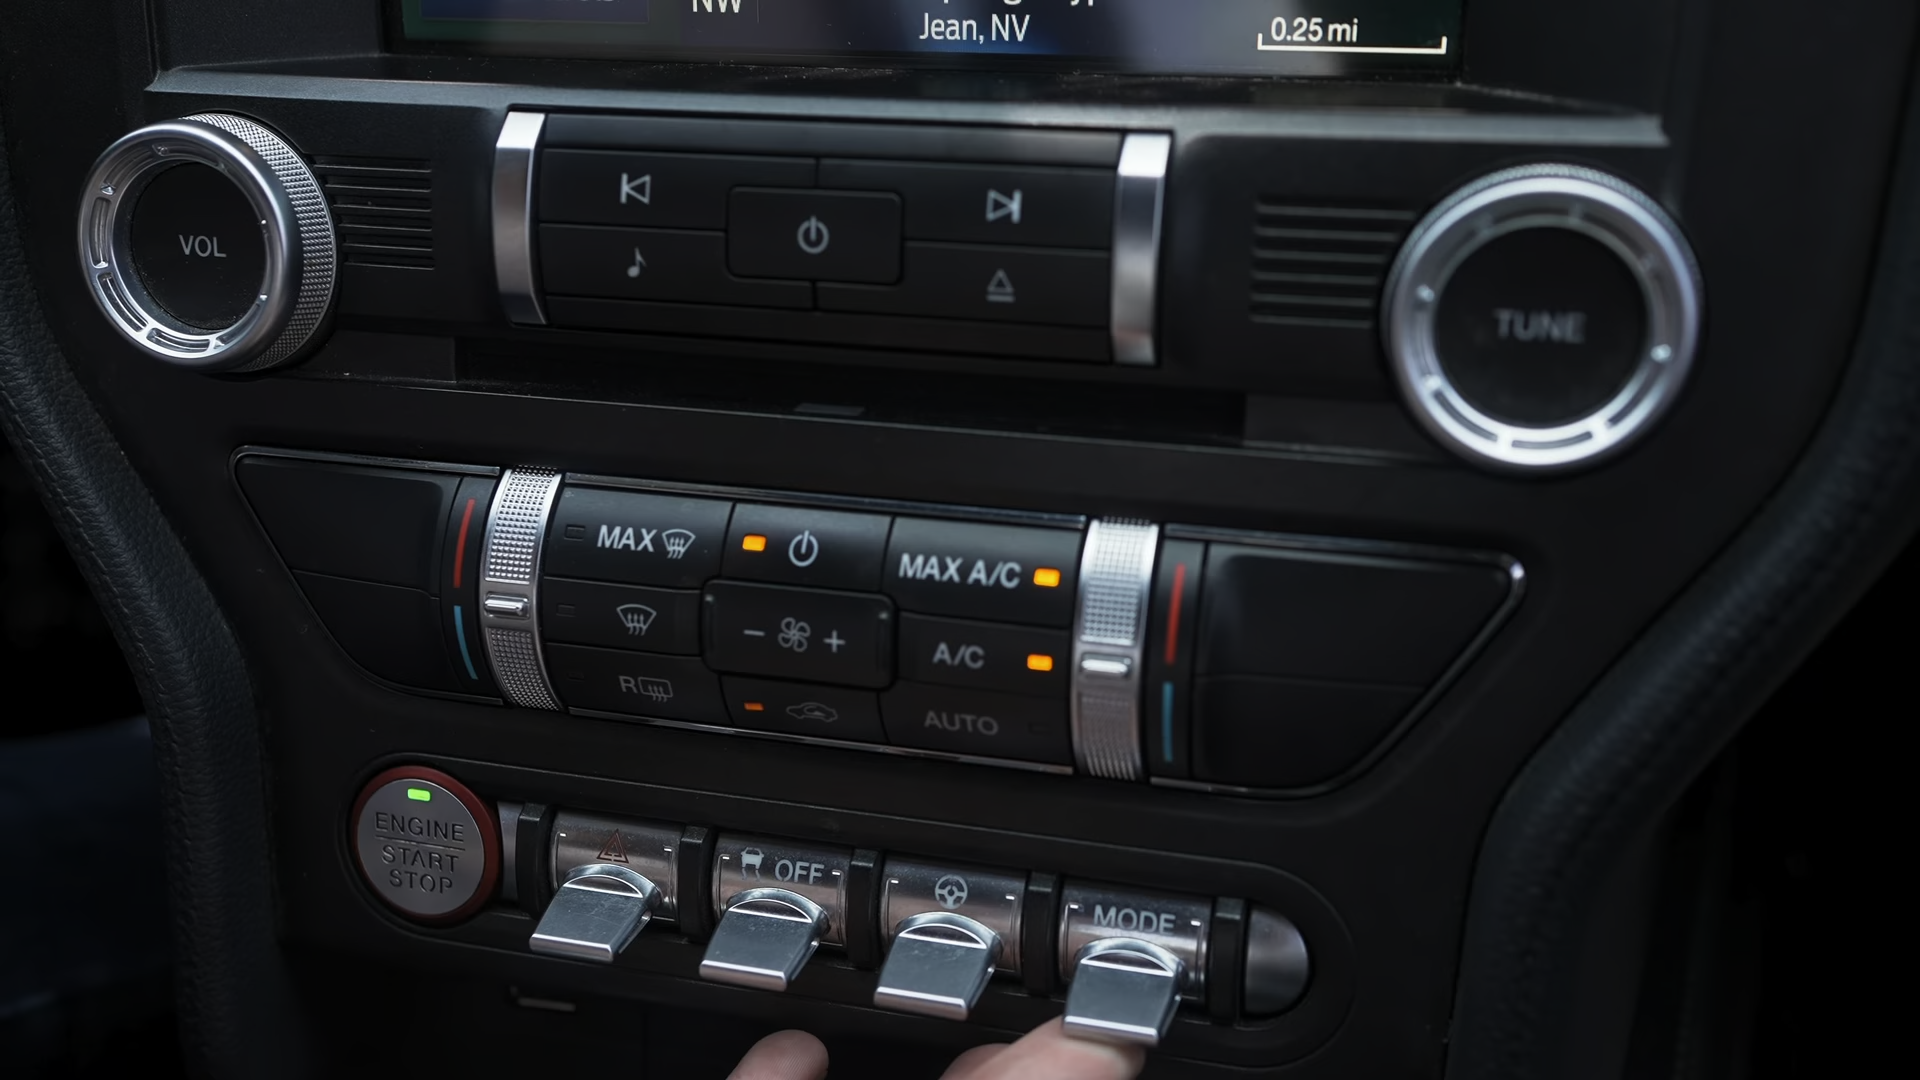 NW
Jean, NV
0.25 mi
VOL
TUNE
MAX
MAX A/C
A/C
R
AUTO
ENGINE
START
STOP
OFF
MODE